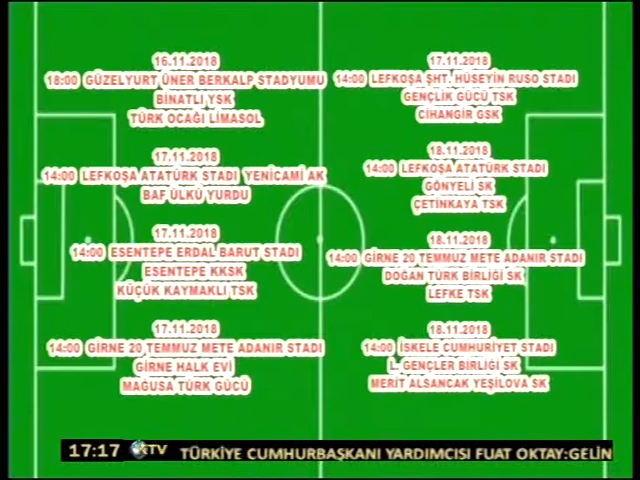 16.11.2018
18:00 GÜZELYURT ÜNER BERKALP STADYUMU
BİNATLI YSK
TÜRK OCAĞI LİMASOL
17.11.2018
14:00 LEFKOŞA ATATÜRK STADI YENİCAMİ AK
BAF ÜLKÜ YURDU
17.11.2018
14:00 ESENTEPE ERDAL BARUT STADI
ESENTEPE KKSK
KÜÇÜK KAYMAKLI TSK
17.11.2018
14:00 GİRNE 20 TEMMUZ METE ADANIR STADI
GİRNE HALK EVİ
MAĞUSA TÜRK GÜCÜ
17.11.2018
14:00 LEFKOŞA ŞHT. HÜSEYİN RUSO STADI
GENÇLİK GÜCÜ TSK
CİHANGİR GSK
18.11.2018
14:00 LEFKOŞA ATATÜRK STADI
GÖNYELİ SK
ÇETİNKAYA TSK
18.11.2018
14:00 GİRNE 20 TEMMUZ METE ADANIR STADI
DOĞAN TÜRK BİRLİĞİ SK
LEFKE TSK
18.11.2018
14:00 İSKELE CUMHURİYET STADI
L. GENÇLER BİRLİĞİ SK
MERİT ALSANCAK YEŞİLOVA SK
17:17 TV TÜRKİYE CUMHURBAŞKANI YARDIMCISI FUAT OKTAY:GELİN